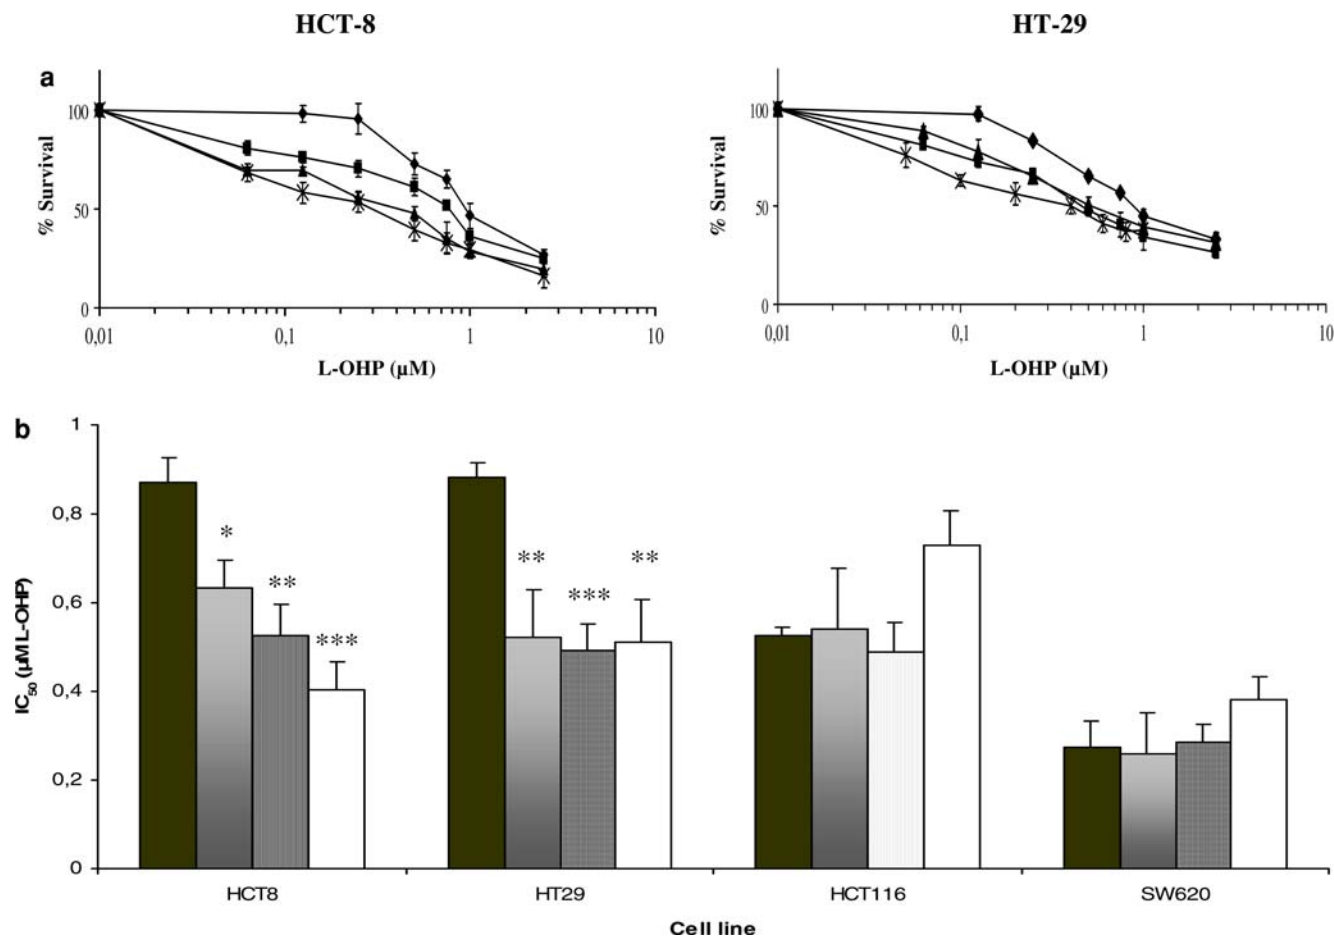 HCT-8
HT-29
a
% Survival
100
50
0
0,01
0,1
1
10
L-OHP (µM)
% Survival
100
50
0
0,01
0,1
1
10
L-OHP (µM)
b
IC50 (µM L-OHP)
1
0,8
0,6
0,4
0,2
0
*
**
***
**
***
**
HCT8
HT29
HCT116
SW620
Cell line